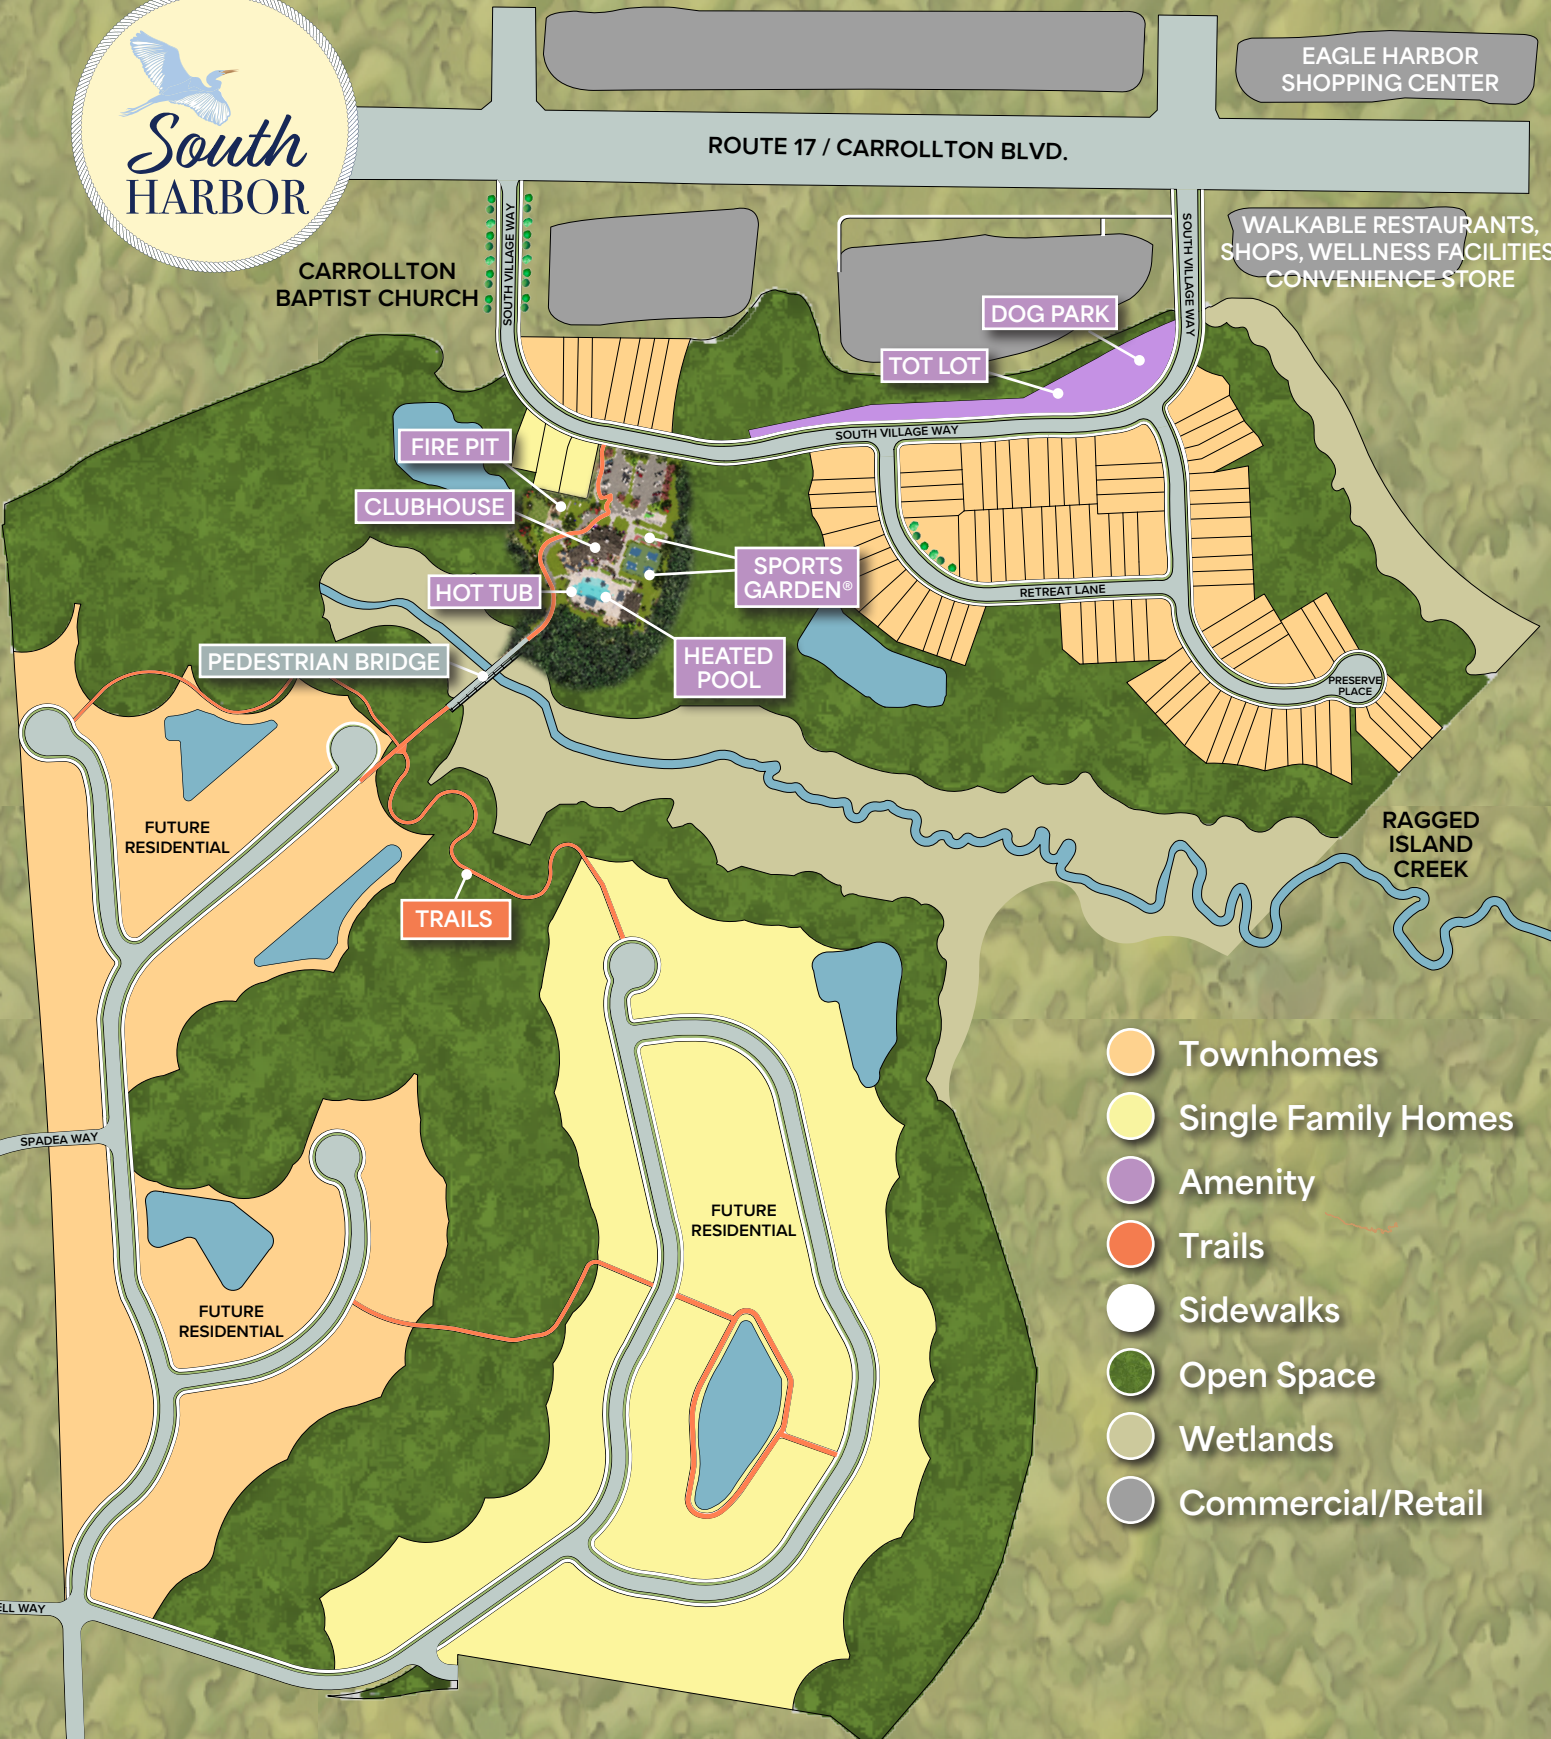 South
HARBOR
EAGLE HARBOR
SHOPPING CENTER
ROUTE 17 / CARROLLTON BLVD.
WALKABLE RESTAURANTS,
SHOPS, WELLNESS FACILITIES
CONVENIENCE STORE
CARROLLTON
BAPTIST CHURCH
SOUTH VILLAGE WAY
SOUTH VILLAGE WAY
DOG PARK
TOT LOT
SOUTH VILLAGE WAY
FIRE PIT
CLUBHOUSE
SPORTS
GARDEN®
HOT TUB
RETREAT LANE
PEDESTRIAN BRIDGE
HEATED
POOL
PRESERVE
PLACE
FUTURE
RESIDENTIAL
RAGGED
ISLAND
CREEK
TRAILS
Townhomes
Single Family Homes
Amenity
Trails
Sidewalks
Open Space
Wetlands
Commercial/Retail
SPADEA WAY
FUTURE
RESIDENTIAL
FUTURE
RESIDENTIAL
ELL WAY